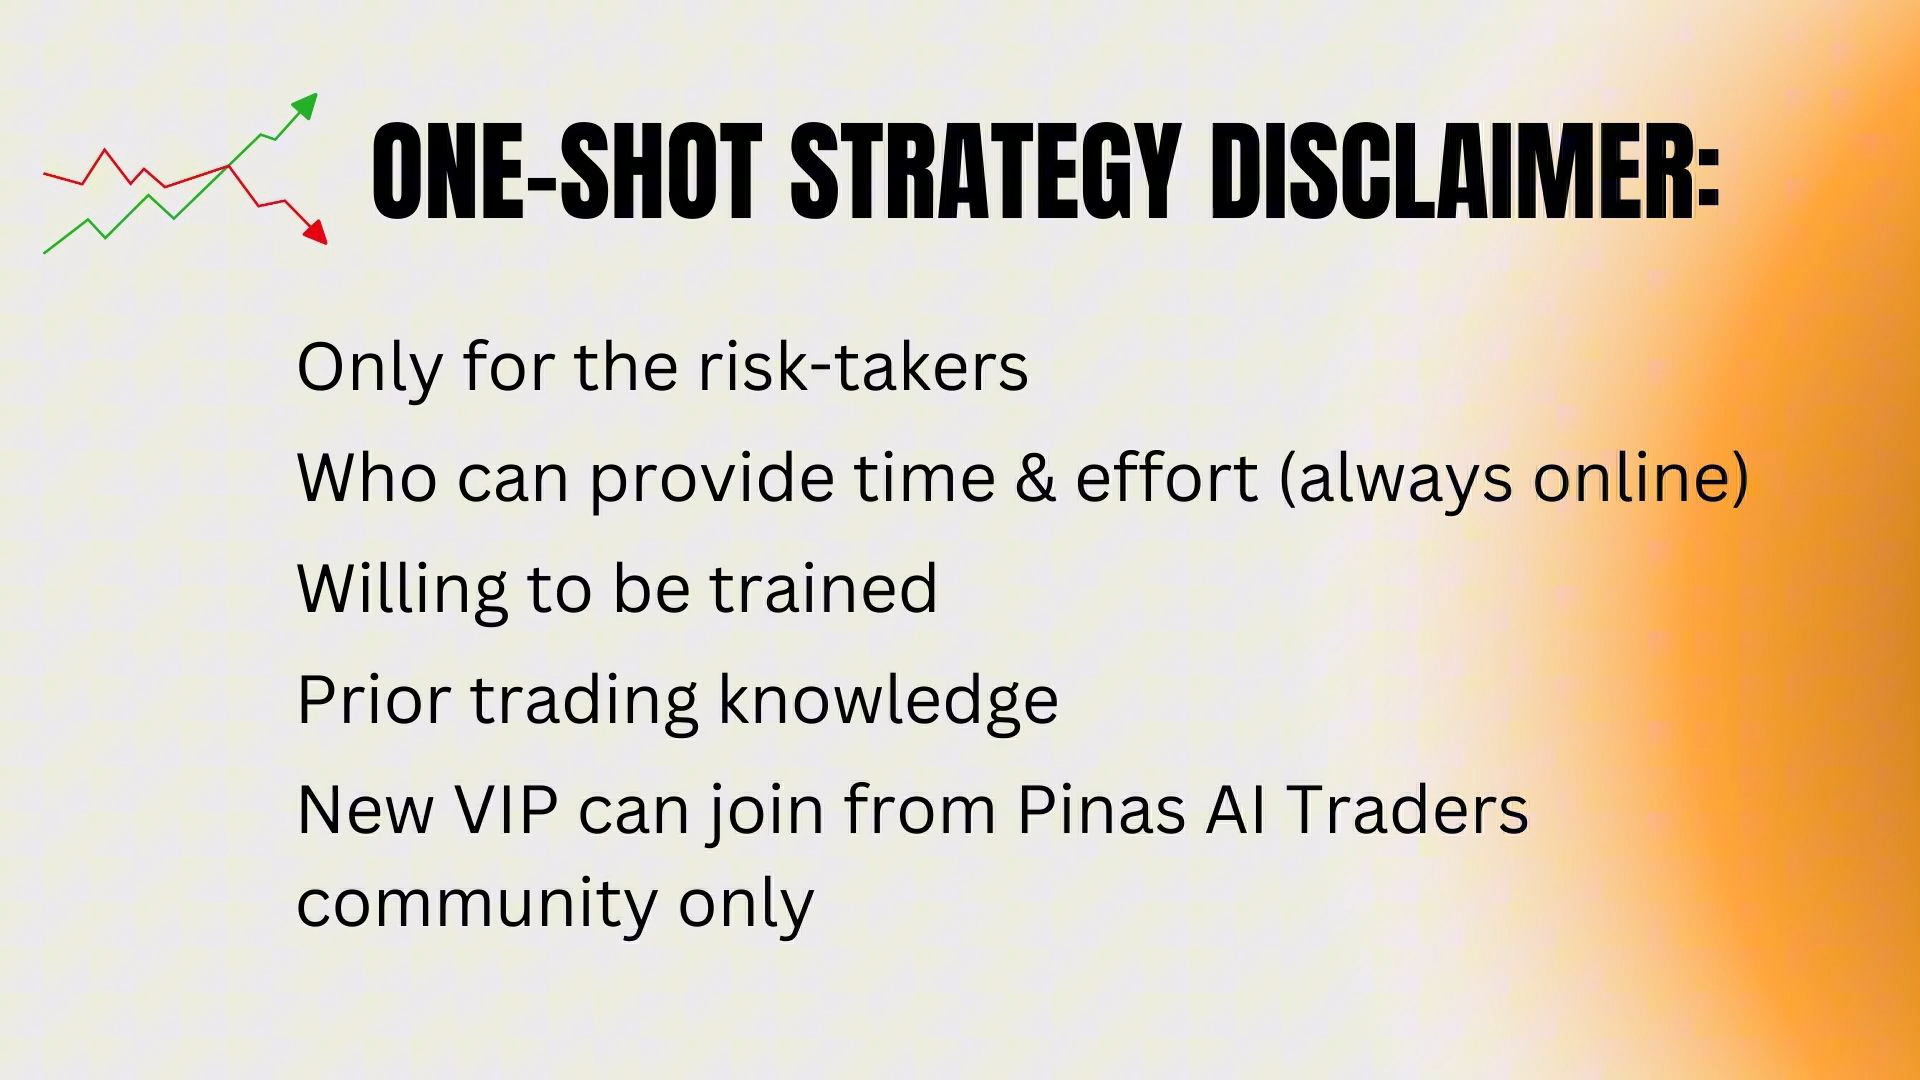 ONE-SHOT STRATEGY DISCLAIMER:
Only for the risk-takers
Who can provide time & effort (always online)
Willing to be trained
Prior trading knowledge
New VIP can join from Pinas AI Traders
community only